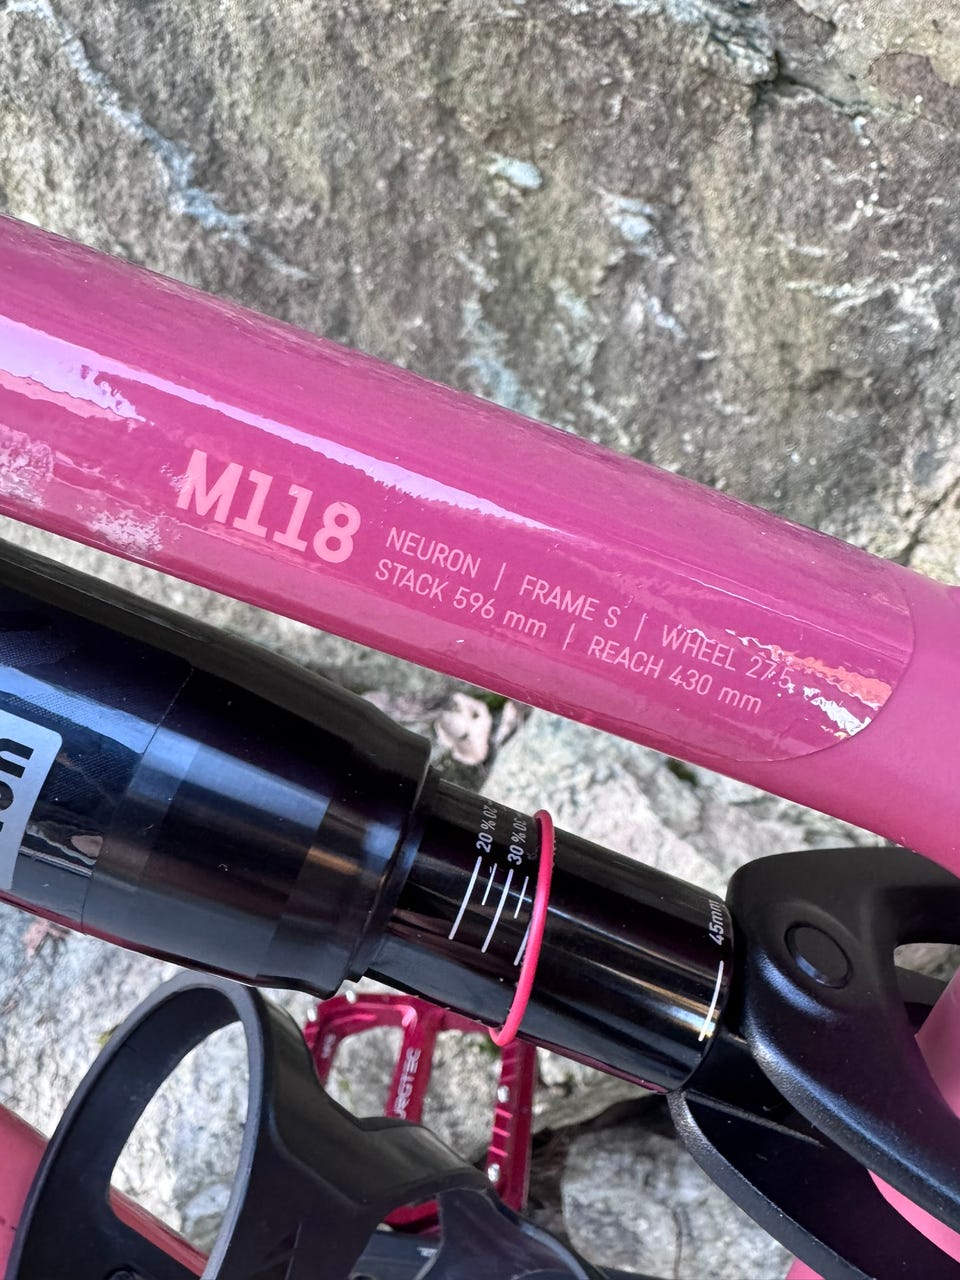 M118
NEURON | FRAME S | WHEEL 27.5
STACK 596 mm | REACH 430 mm
20%
30%
45mm